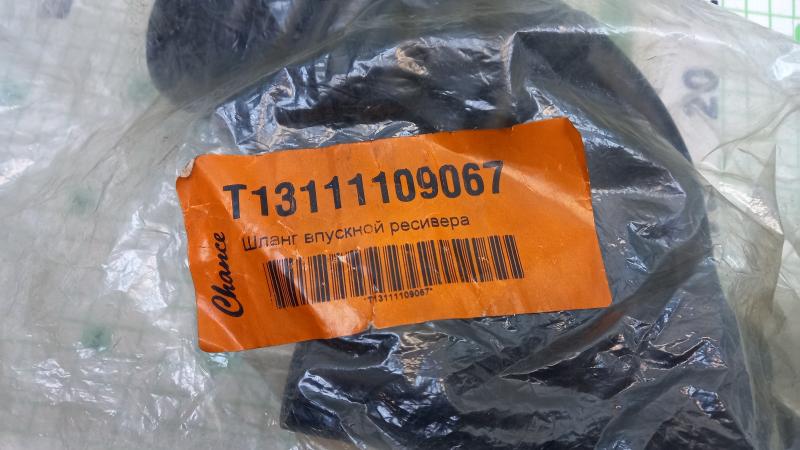 20
T13111109067
Шланг впускной ресивера
Chance
*T13111109067*